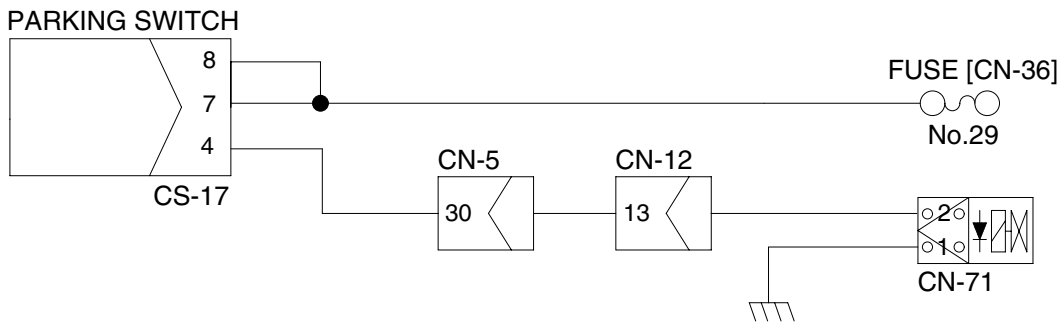 PARKING SWITCH
8
FUSE [CN-36]
7
No.29
4
CN-5
CN-12
CS-17
30
13
2
1
CN-71